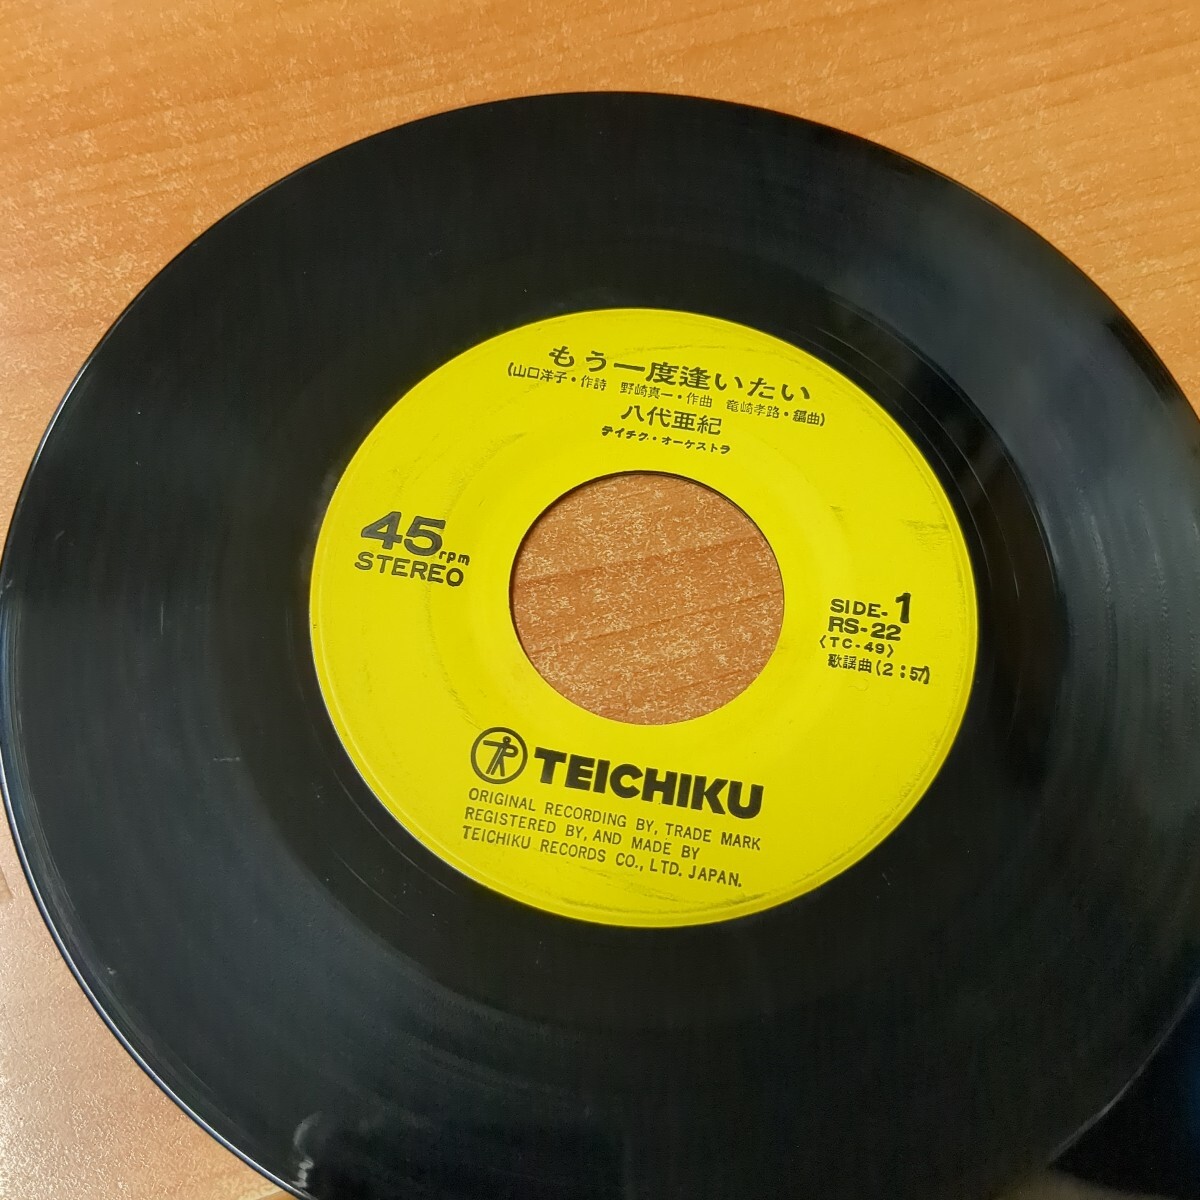 もう一度逢いたい
(山口洋子・作詩 野崎真一・作曲 竜崎孝路・編曲)
八代亜紀
テイチク・オーケストラ
45rpm
STEREO
SIDE-1
RS-22
〈TC-49〉
歌謡曲(2:57)
TEICHIKU
ORIGINAL RECORDING BY, TRADE MARK
REGISTERED BY, AND MADE BY
TEICHIKU RECORDS CO., LTD. JAPAN.